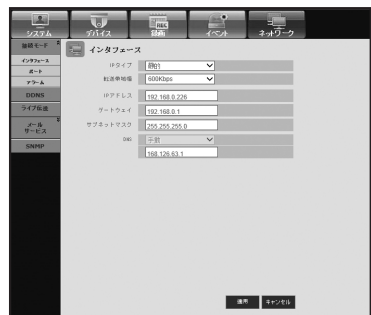 システム
デバイス
REC
録画
イベント
ネットワーク
接続モード
インタフェース
ポート
アラーム
DDNS
ライブ伝送
メール
サービス
SNMP
インタフェース
IPタイプ 静的
転送帯域幅 600Kbps
IPアドレス 192.168.0.226
ゲートウェイ 192.168.0.1
サブネットマスク 255.255.255.0
DNS 手動
168.126.63.1
適用 キャンセル